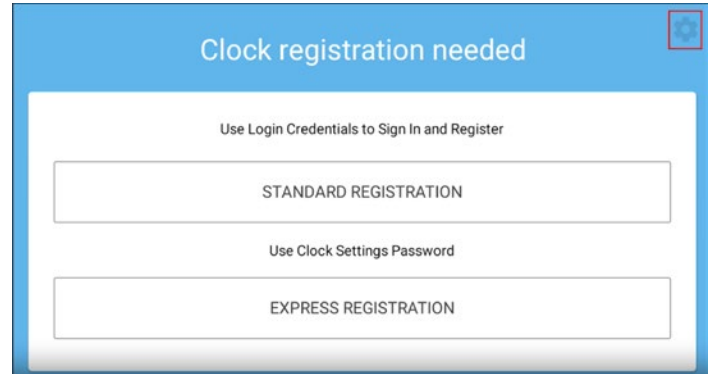 Clock registration needed
Use Login Credentials to Sign In and Register
STANDARD REGISTRATION
Use Clock Settings Password
EXPRESS REGISTRATION